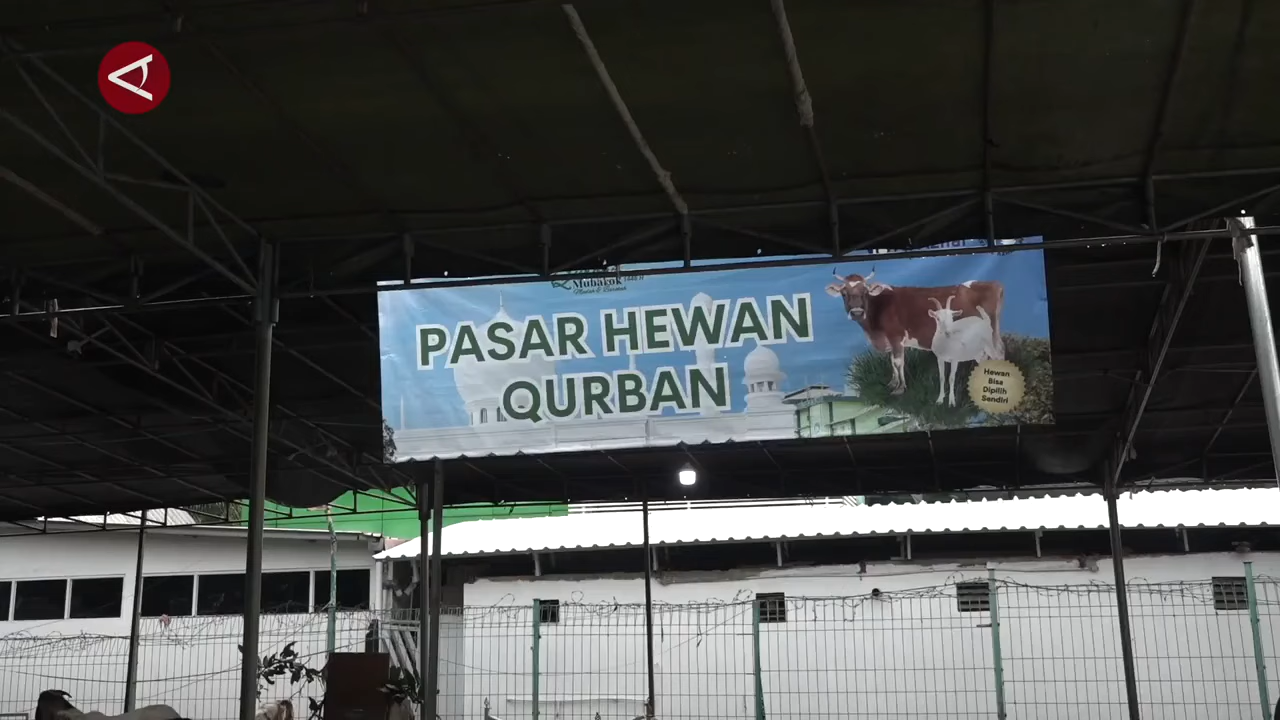 Mubarok
PASAR HEWAN
QURBAN
Hewan
Bisa
Dipilih
Sendiri